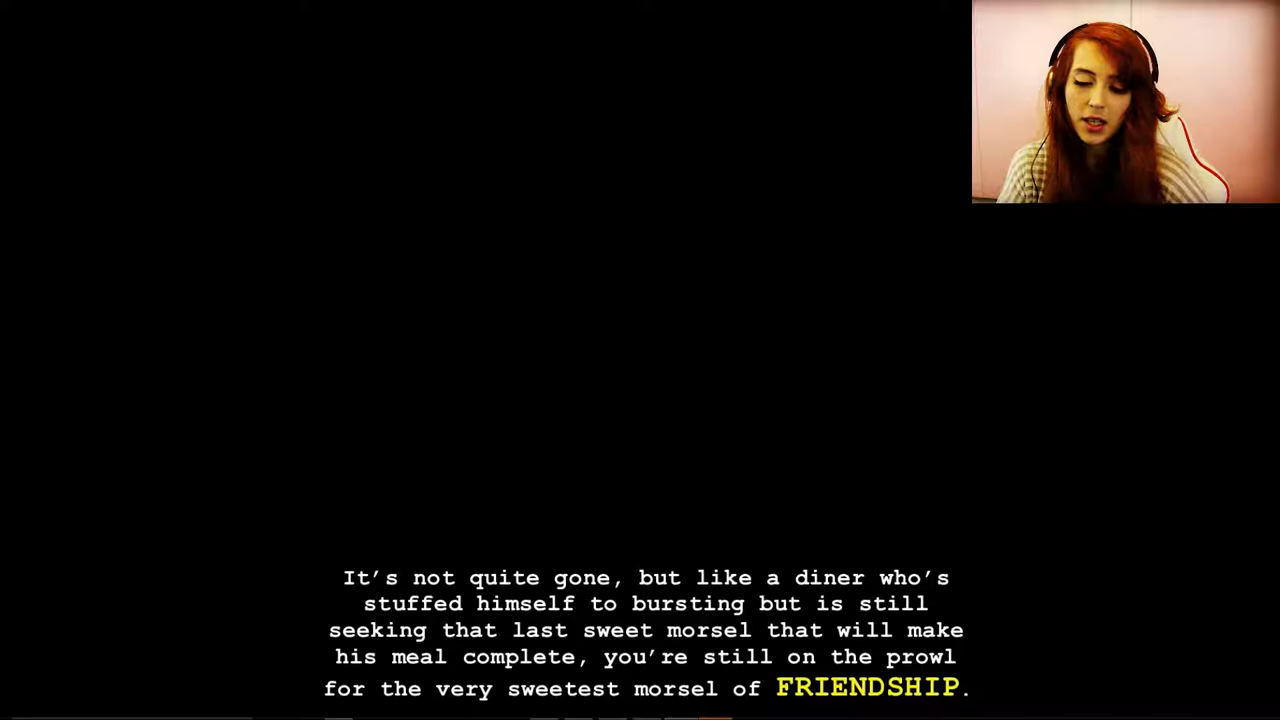 It’s not quite gone, but like a diner who’s
stuffed himself to bursting but is still
seeking that last sweet morsel that will make
his meal complete, you’re still on the prowl
for the very sweetest morsel of FRIENDSHIP.